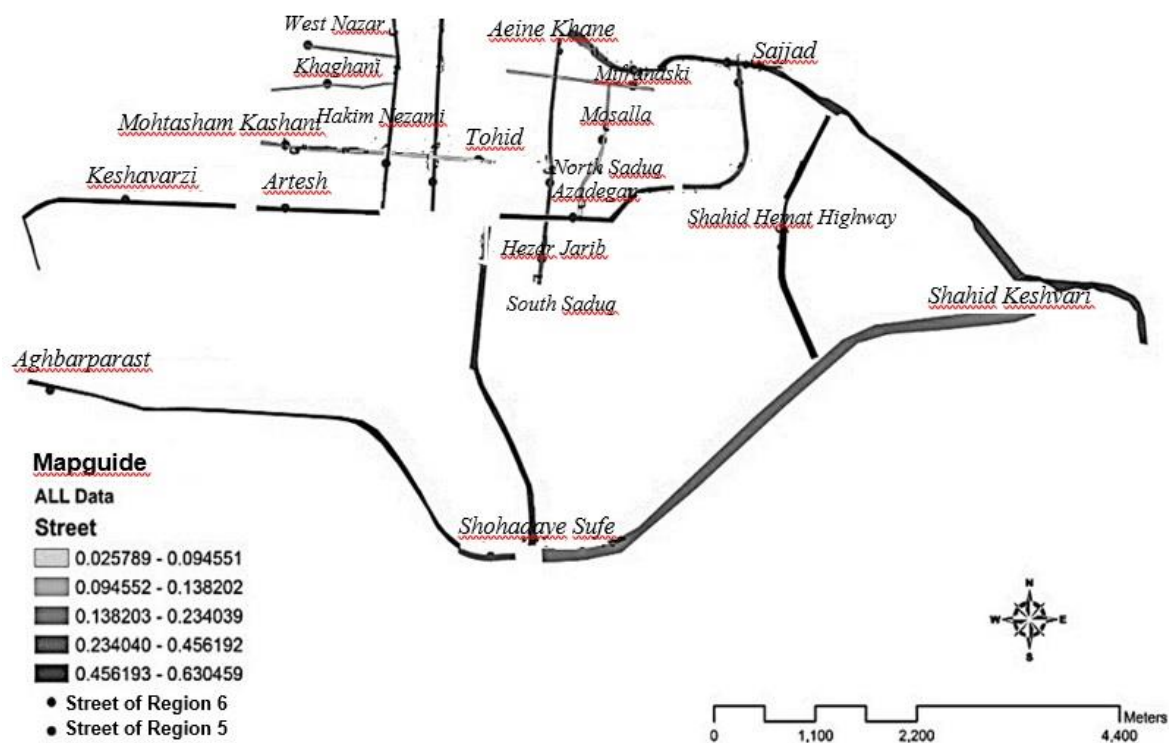 West Nazar
Aeine Khane
Sajjad
Khaghani
Mifrandski
Hakim Nezami
Mosalla
Mohtasham Kashani
Tohid
North Saduq
Keshavarzi
Artesh
Azadegan
Shahid Hemat Highway
Hezar Jarib
South Saduq
Shahid Keshvari
Aghbarparast
Shohadaye Sufe
Mapguide
ALL Data
Street
0.025789 - 0.094551
0.094552 - 0.138202
0.138203 - 0.234039
0.234040 - 0.456192
0.456193 - 0.630459
Street of Region 6
Street of Region 5
N
W E
S
Meters
0 1,100 2,200 4,400